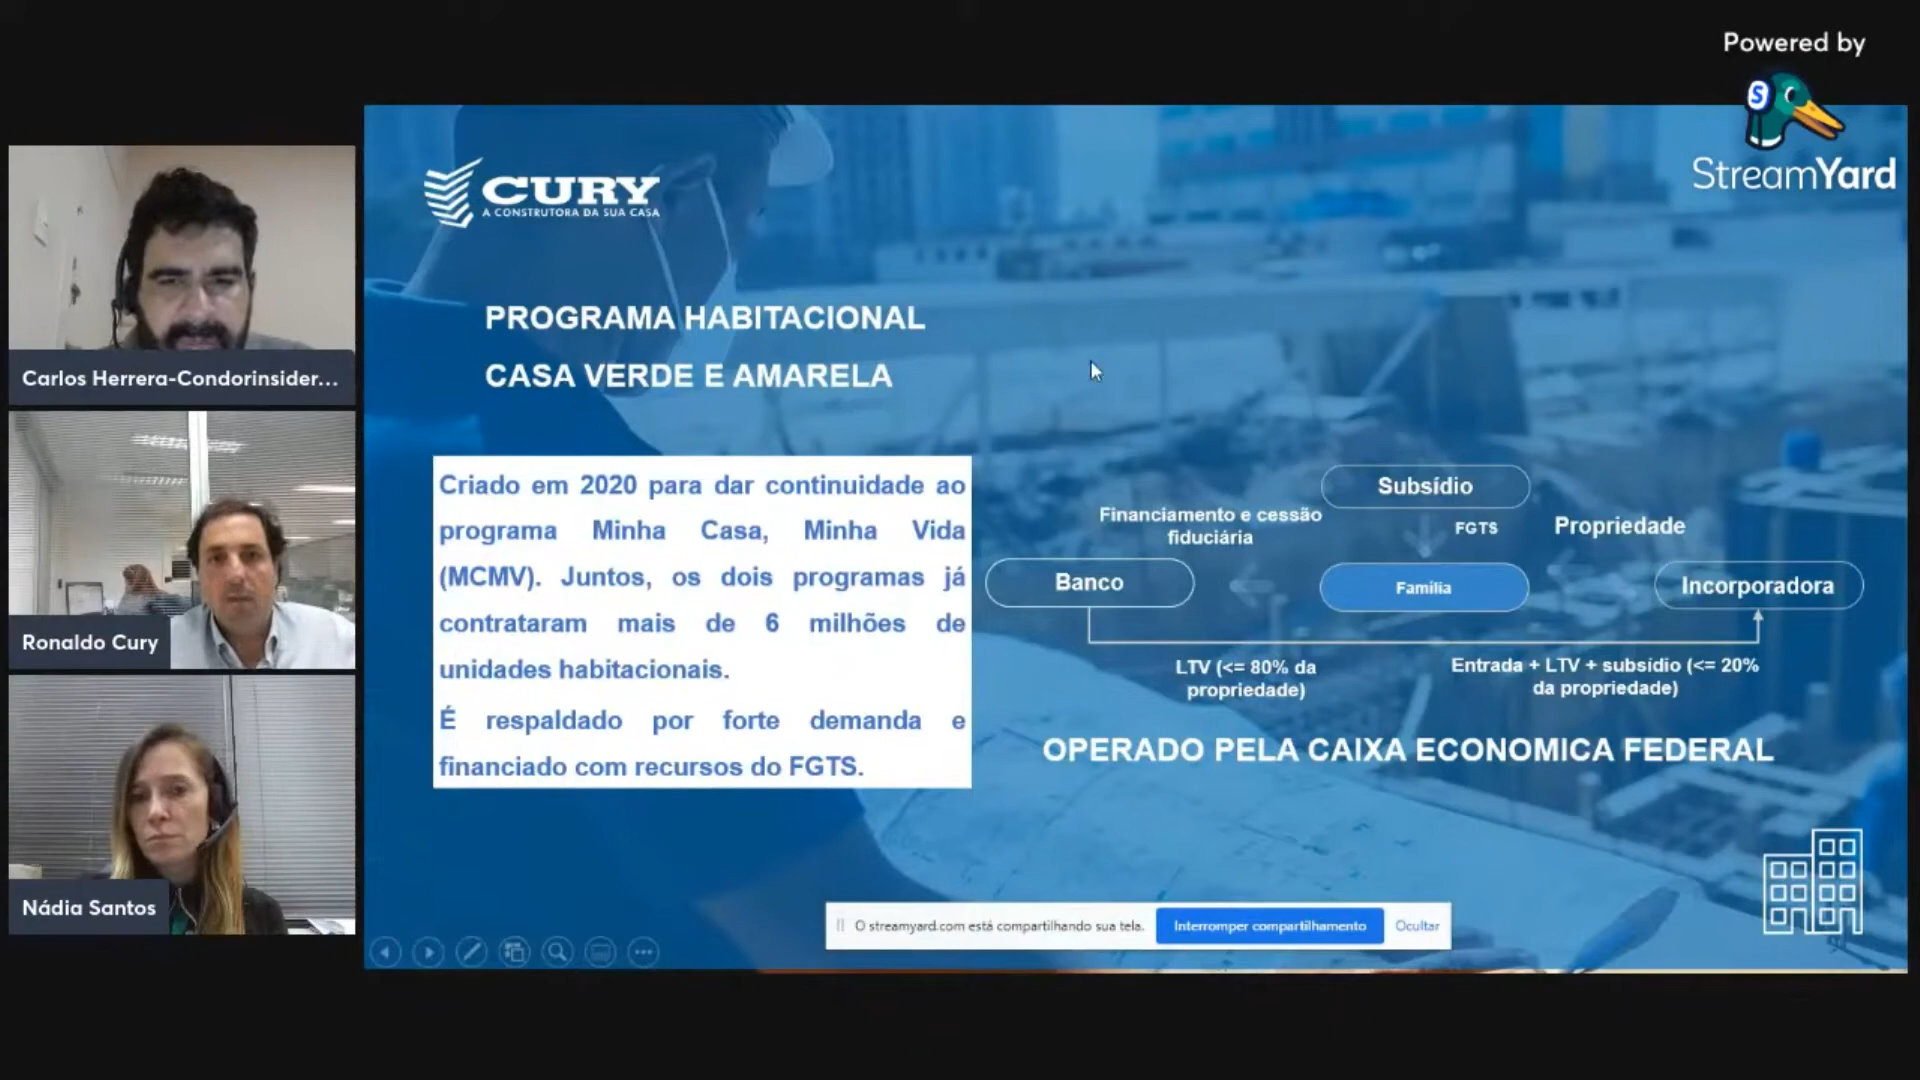 Powered by
StreamYard
S
Carlos Herrera-Condorinsider...
Ronaldo Cury
Nádia Santos
CURY
A CONSTRUTORA DA SUA CASA
PROGRAMA HABITACIONAL
CASA VERDE E AMARELA
Criado em 2020 para dar continuidade ao
programa Minha Casa, Minha Vida
(MCMV). Juntos, os dois programas já
contrataram mais de 6 milhões de
unidades habitacionais.
É respaldado por forte demanda e
financiado com recursos do FGTS.
Subsídio
Financiamento e cessão
fiduciária
FGTS
Propriedade
Banco
Família
Incorporadora
LTV (<= 80% da
propriedade)
Entrada + LTV + subsídio (<= 20%
da propriedade)
OPERADO PELA CAIXA ECONOMICA FEDERAL
O streamyard.com está compartilhando sua tela.
Interromper compartilhamento
Ocultar